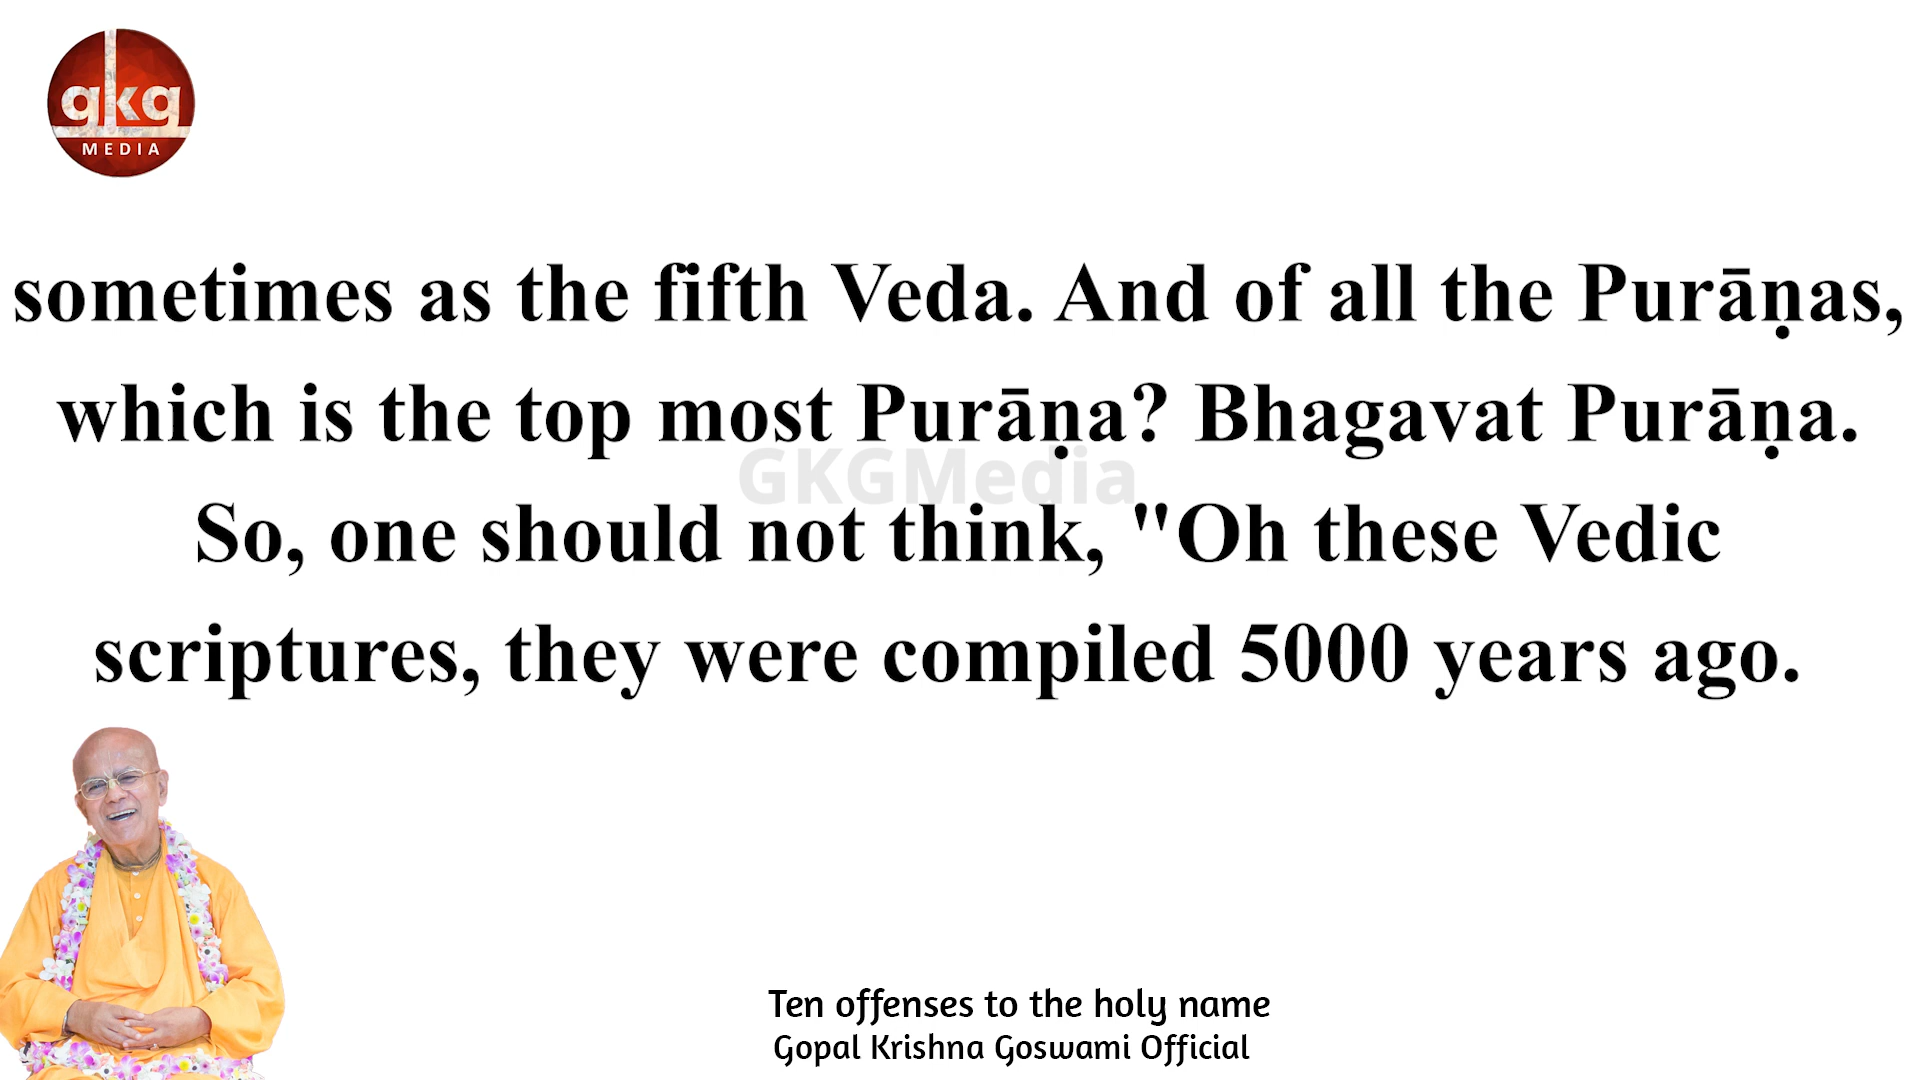 gkg
MEDIA
sometimes as the fifth Veda. And of all the Purāṇas,
which is the top most Purāṇa? Bhagavat Purāṇa.
GKGMedia
So, one should not think, "Oh these Vedic
scriptures, they were compiled 5000 years ago.
Ten offenses to the holy name
Gopal Krishna Goswami Official